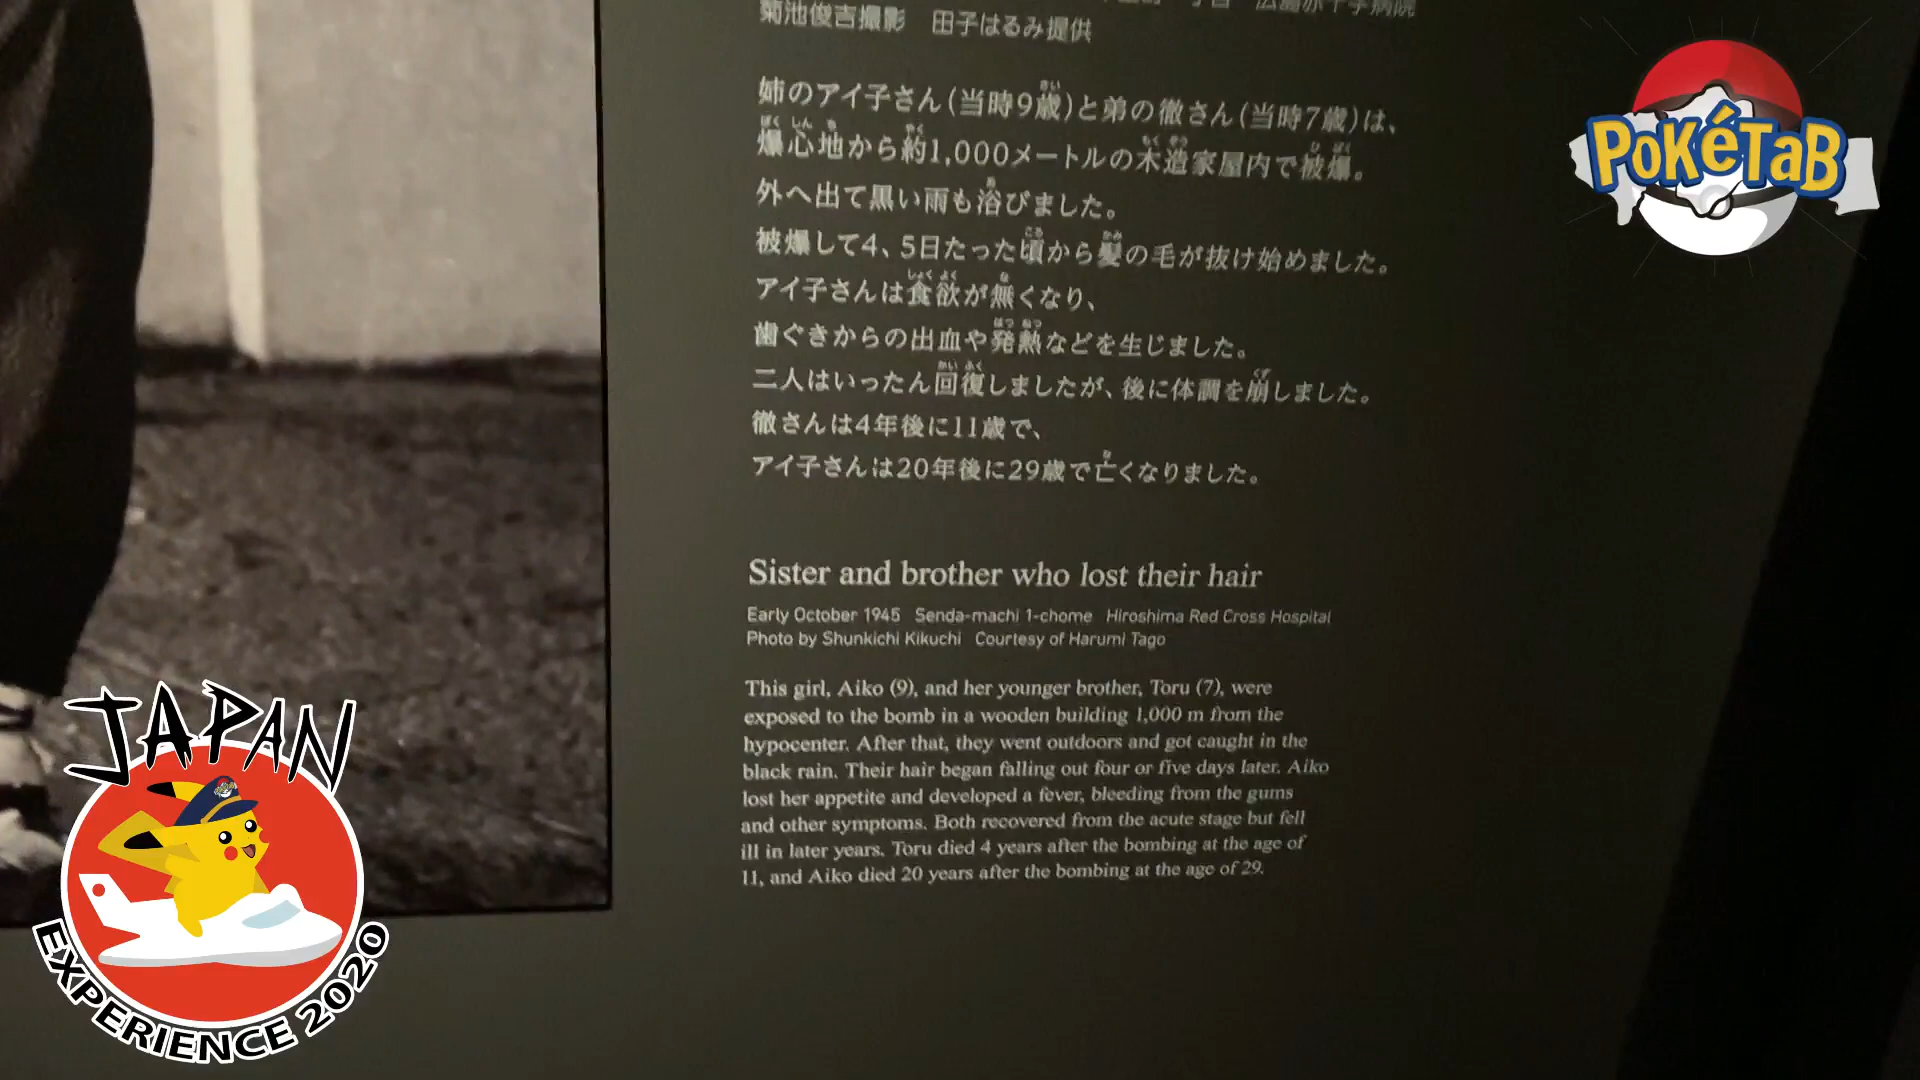 広島赤十字病院
菊池俊吉撮影 田子はるみ提供
姉のアイ子さん(当時9歳)と弟の徹さん(当時7歳)は、
爆心地から約1,000メートルの木造家屋内で被爆。
外へ出て黒い雨も浴びました。
被爆して4、5日たった頃から髪の毛が抜け始めました。
アイ子さんは食欲が無くなり、
歯ぐきからの出血や発熱などを生じました。
二人はいったん回復しましたが、後に体調を崩しました。
徹さんは4年後に11歳で、
アイ子さんは20年後に29歳で亡くなりました。
Sister and brother who lost their hair
Early October 1945 Senda-machi 1-chome Hiroshima Red Cross Hospital
Photo by Shunkichi Kikuchi Courtesy of Harumi Tago
This girl, Aiko (9), and her younger brother, Toru (7), were
exposed to the bomb in a wooden building 1,000 m from the
hypocenter. After that, they went outdoors and got caught in the
black rain. Their hair began falling out four or five days later. Aiko
lost her appetite and developed a fever, bleeding from the gums
and other symptoms. Both recovered from the acute stage but fell
ill in later years. Toru died 4 years after the bombing at the age of
11, and Aiko died 20 years after the bombing at the age of 29.
PoKéTaB
JAPAN
EXPERIENCE 2020